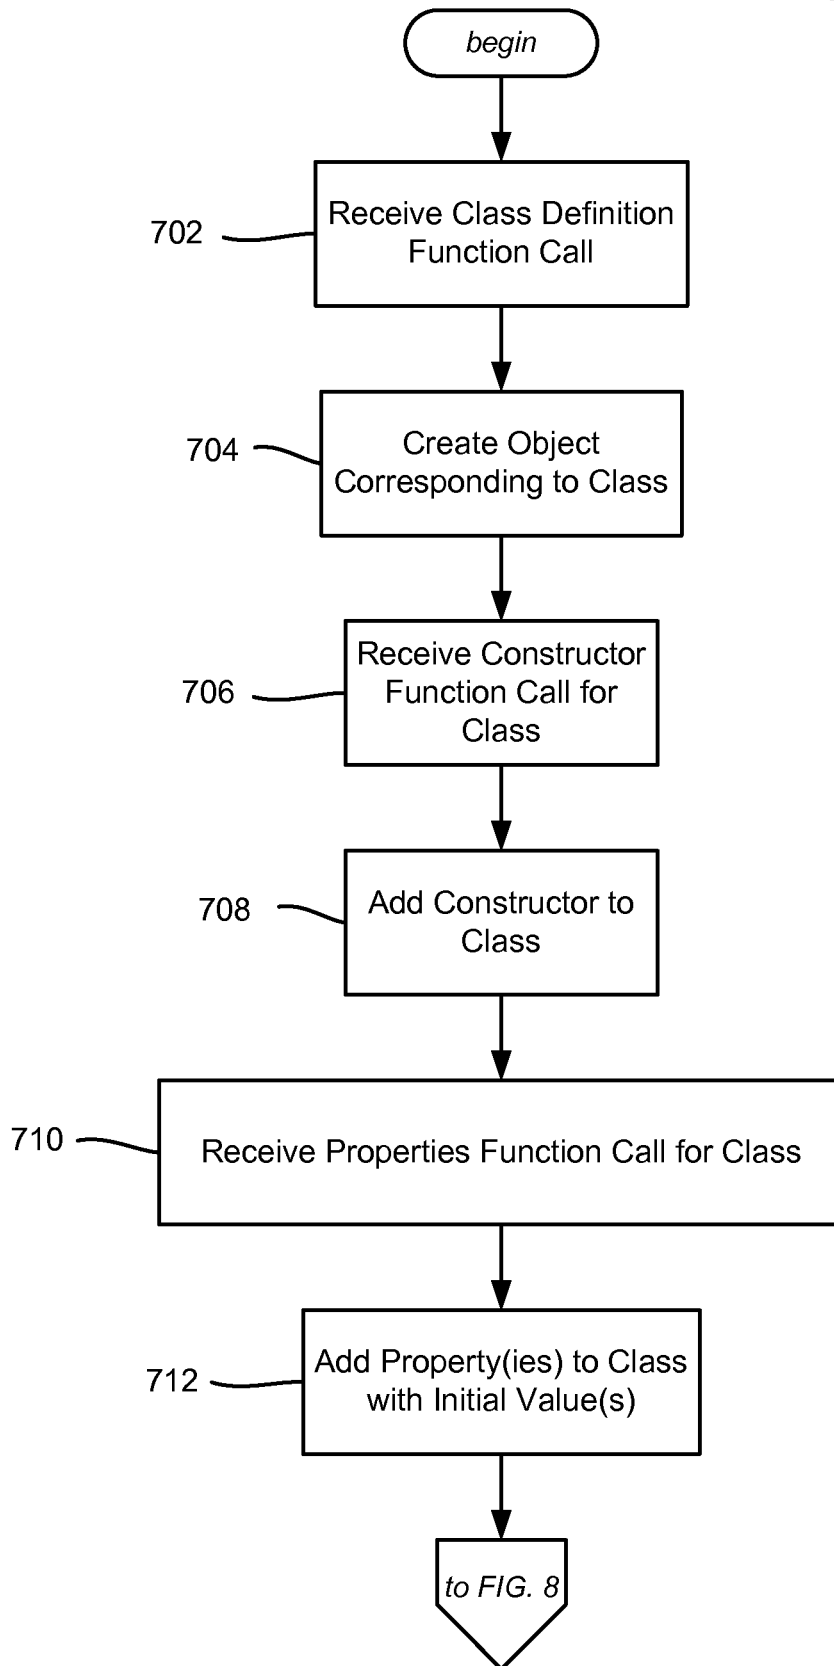 begin
702
Receive Class Definition
Function Call
704
Create Object
Corresponding to Class
706
Receive Constructor
Function Call for
Class
708
Add Constructor to
Class
710
Receive Properties Function Call for Class
712
Add Property(ies) to Class
with Initial Value(s)
to FIG. 8